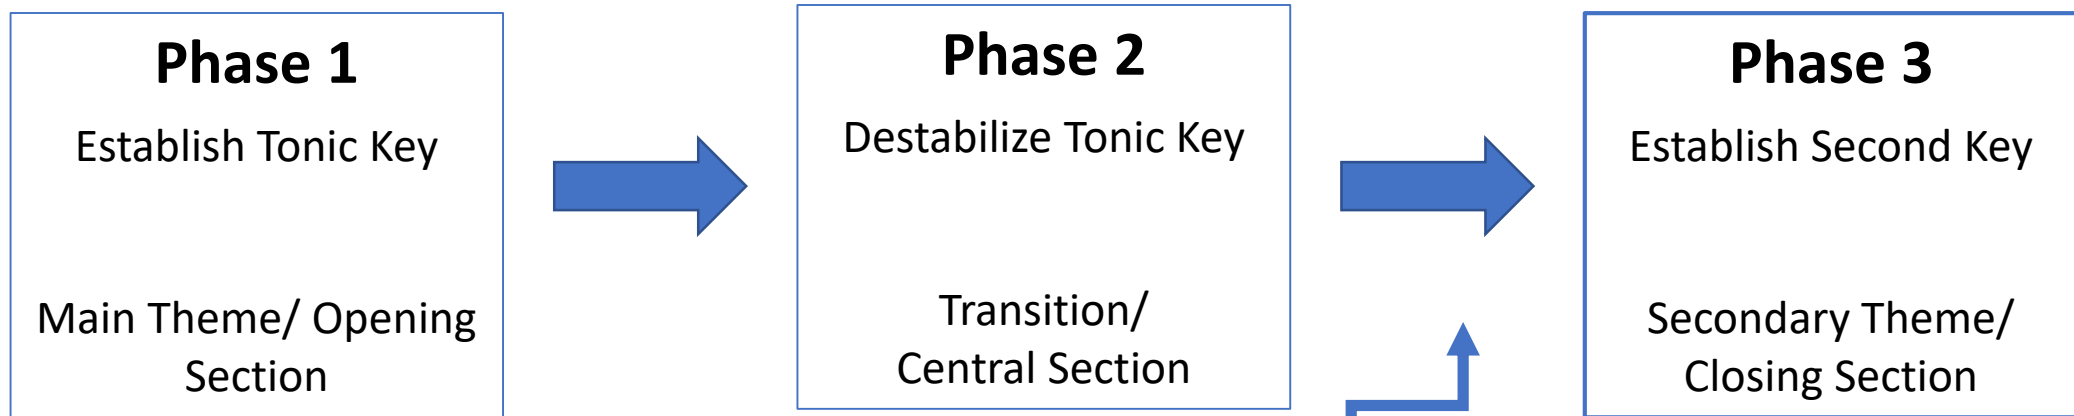 Phase 1
Establish Tonic Key
Main Theme/ Opening
Section
Phase 2
Destabilize Tonic Key
Transition/
Central Section
Phase 3
Establish Second Key
Secondary Theme/
Closing Section